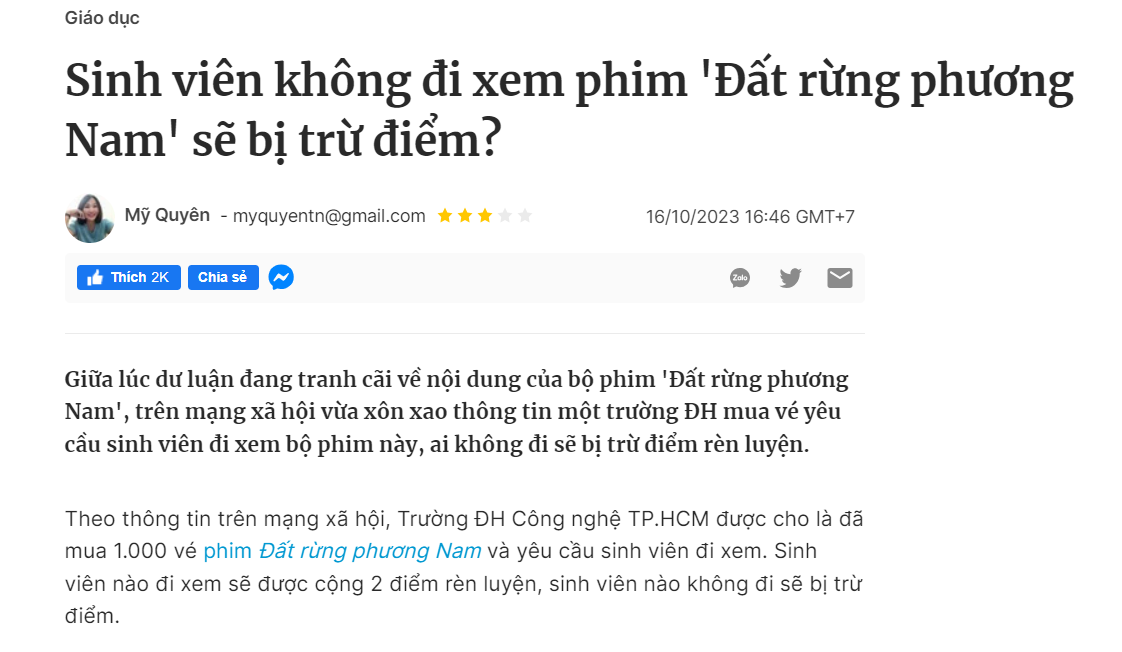 Giáo dục
Sinh viên không đi xem phim 'Đất rừng phương
Nam' sẽ bị trừ điểm?
Mỹ Quyên - myquyentn@gmail.com 16/10/2023 16:46 GMT+7
Thích 2K Chia sẻ Zalo
Giữa lúc dư luận đang tranh cãi về nội dung của bộ phim 'Đất rừng phương
Nam', trên mạng xã hội vừa xôn xao thông tin một trường ĐH mua vé yêu
cầu sinh viên đi xem bộ phim này, ai không đi sẽ bị trừ điểm rèn luyện.
Theo thông tin trên mạng xã hội, Trường ĐH Công nghệ TP.HCM được cho là đã
mua 1.000 vé phim Đất rừng phương Nam và yêu cầu sinh viên đi xem. Sinh
viên nào đi xem sẽ được cộng 2 điểm rèn luyện, sinh viên nào không đi sẽ bị trừ
điểm.